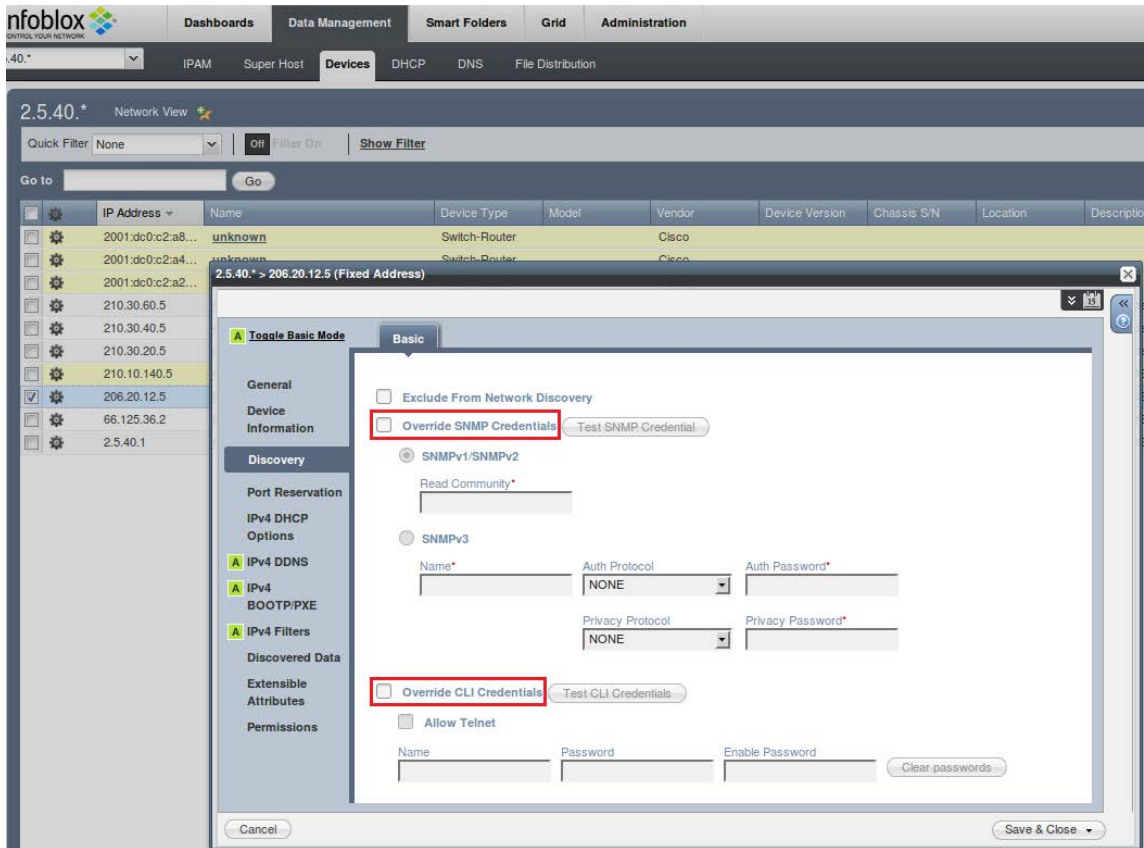 nfoblox
CONTROL YOUR NETWORK
Dashboards Data Management Smart Folders Grid Administration
.40.*
IPAM Super Host Devices DHCP DNS File Distribution
2.5.40.* Network View
Quick Filter None Off Filter On Show Filter
Go to Go
IP Address Name Device Type Model Vendor Device Version Chassis S/N Location Descriptio
2001:dc0:c2:a8... unknown Switch-Router Cisco
2001:dc0:c2:a4... unknown Switch-Router Cisco
2001:dc0:c2:a2...
2.5.40.* > 206.20.12.5 (Fixed Address)
210.30.60.5
15
210.30.40.5
210.30.20.5
210.10.140.5
206.20.12.5
66.125.36.2
2.5.40.1
A Toggle Basic Mode
General
Device
Information
Discovery
Port Reservation
IPv4 DHCP
Options
A IPv4 DDNS
A IPv4
BOOTP/PXE
A IPv4 Filters
Discovered Data
Extensible
Attributes
Permissions
Basic
Exclude From Network Discovery
Override SNMP Credentials Test SNMP Credential
SNMPv1/SNMPv2
Read Community*
SNMPv3
Name* Auth Protocol Auth Password*
NONE
Privacy Protocol Privacy Password*
NONE
Override CLI Credentials Test CLI Credentials
Allow Telnet
Name Password Enable Password
Clear passwords
Cancel Save & Close